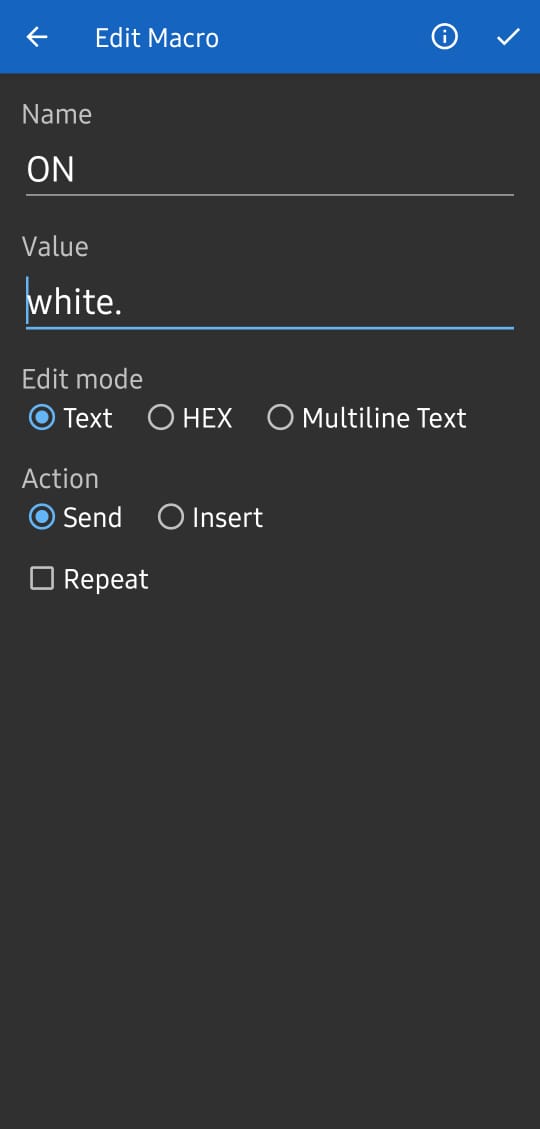 Edit Macro
Name
ON
Value
white.
Edit mode
Text HEX Multiline Text
Action
Send Insert
Repeat